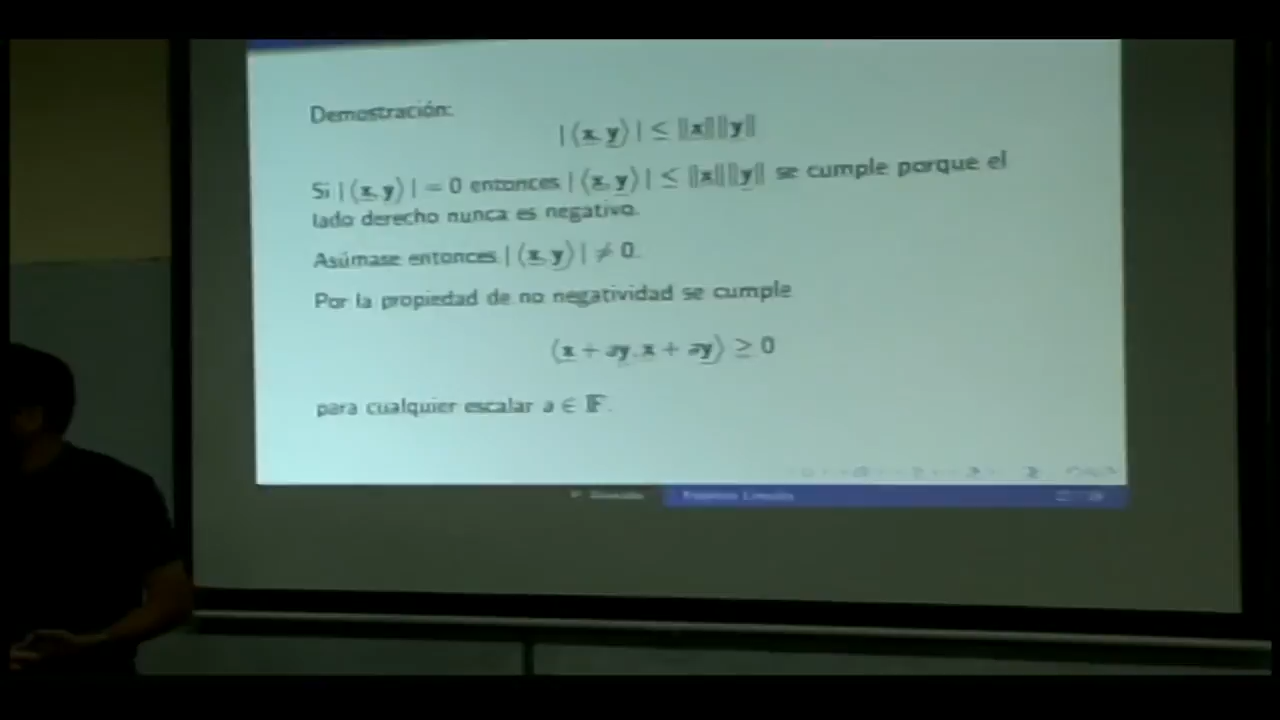 Demostración:
| ⟨x, y⟩ | ≤ ‖x‖‖y‖
Si | ⟨x, y⟩ | = 0 entonces | ⟨x, y⟩ | ≤ ‖x‖‖y‖ se cumple porque el
lado derecho nunca es negativo.
Asúmase entonces | ⟨x, y⟩ | ≠ 0.
Por la propiedad de no negatividad se cumple
⟨x + ay, x + ay⟩ ≥ 0
para cualquier escalar a ∈ 𝔽.